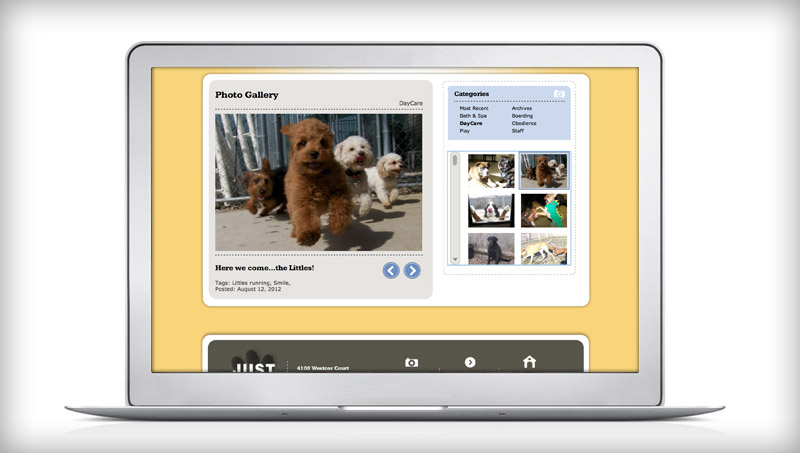 Photo Gallery
DayCare
Here we come...the Littles!
Tags: Littles running, Smile,
Posted: August 12, 2012
Categories
Most Recent
Archives
Bath & Spa
Boarding
DayCare
Obedience
Play
Staff
JUST
4100 Westcor Court